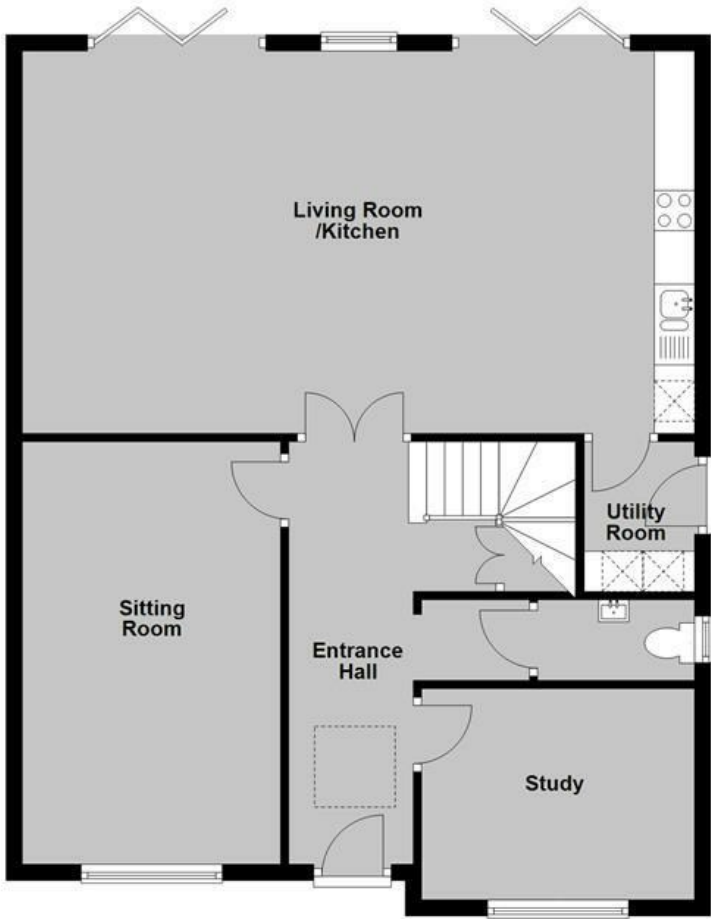 Living Room
/Kitchen
Utility
Room
Sitting
Room
Entrance
Hall
Study